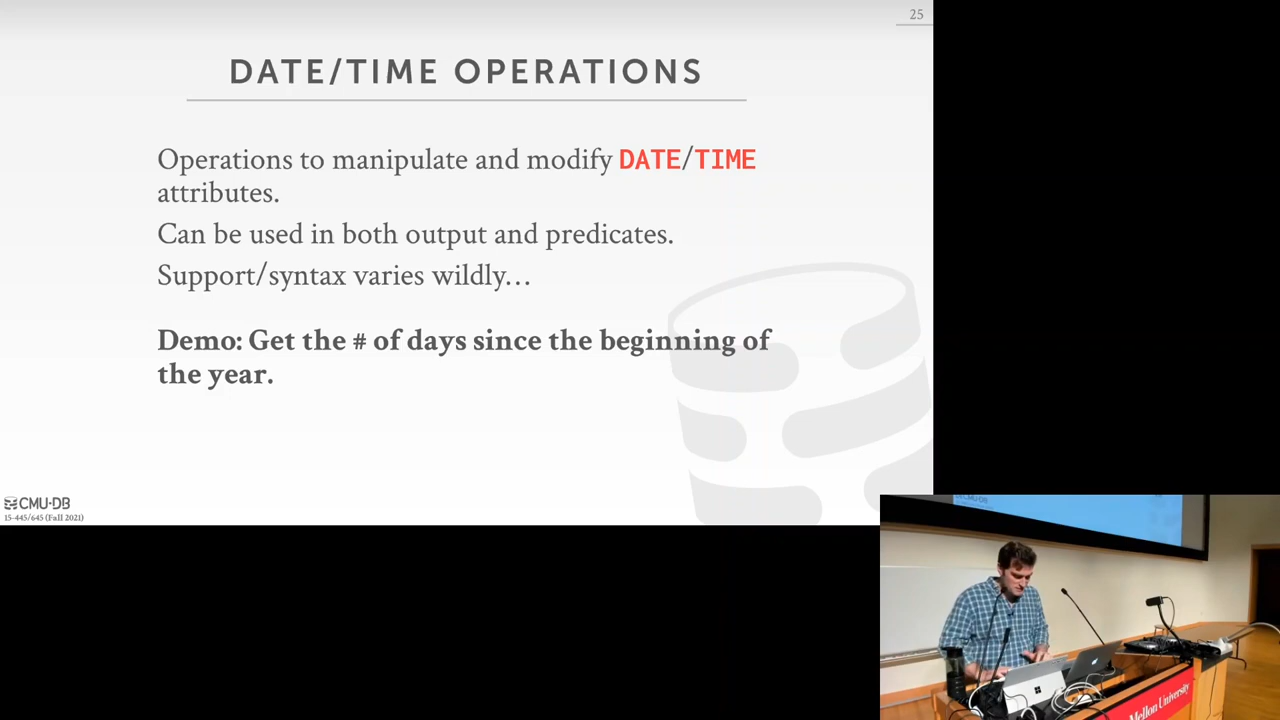 25
DATE/TIME OPERATIONS
Operations to manipulate and modify DATE/TIME
attributes.
Can be used in both output and predicates.
Support/syntax varies wildly…
Demo: Get the # of days since the beginning of
the year.
CMU·DB
15-445/645 (Fall 2021)
Mellon University